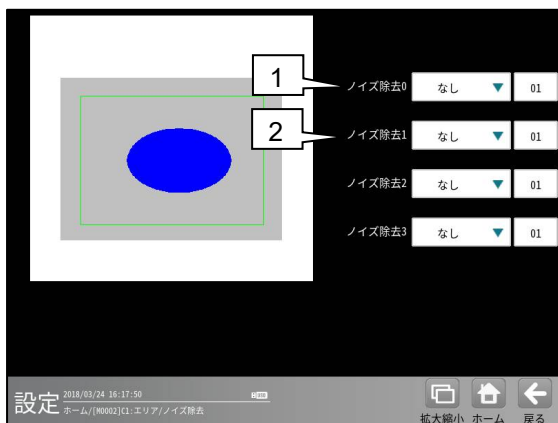 1
ノイズ除去0 なし ▼ 01
2
ノイズ除去1 なし ▼ 01
ノイズ除去2 なし ▼ 01
ノイズ除去3 なし ▼ 01
設定
2018/03/24 16:17:50
ホーム/[M0002]C1:エリア/ノイズ除去
拡大縮小 ホーム 戻る